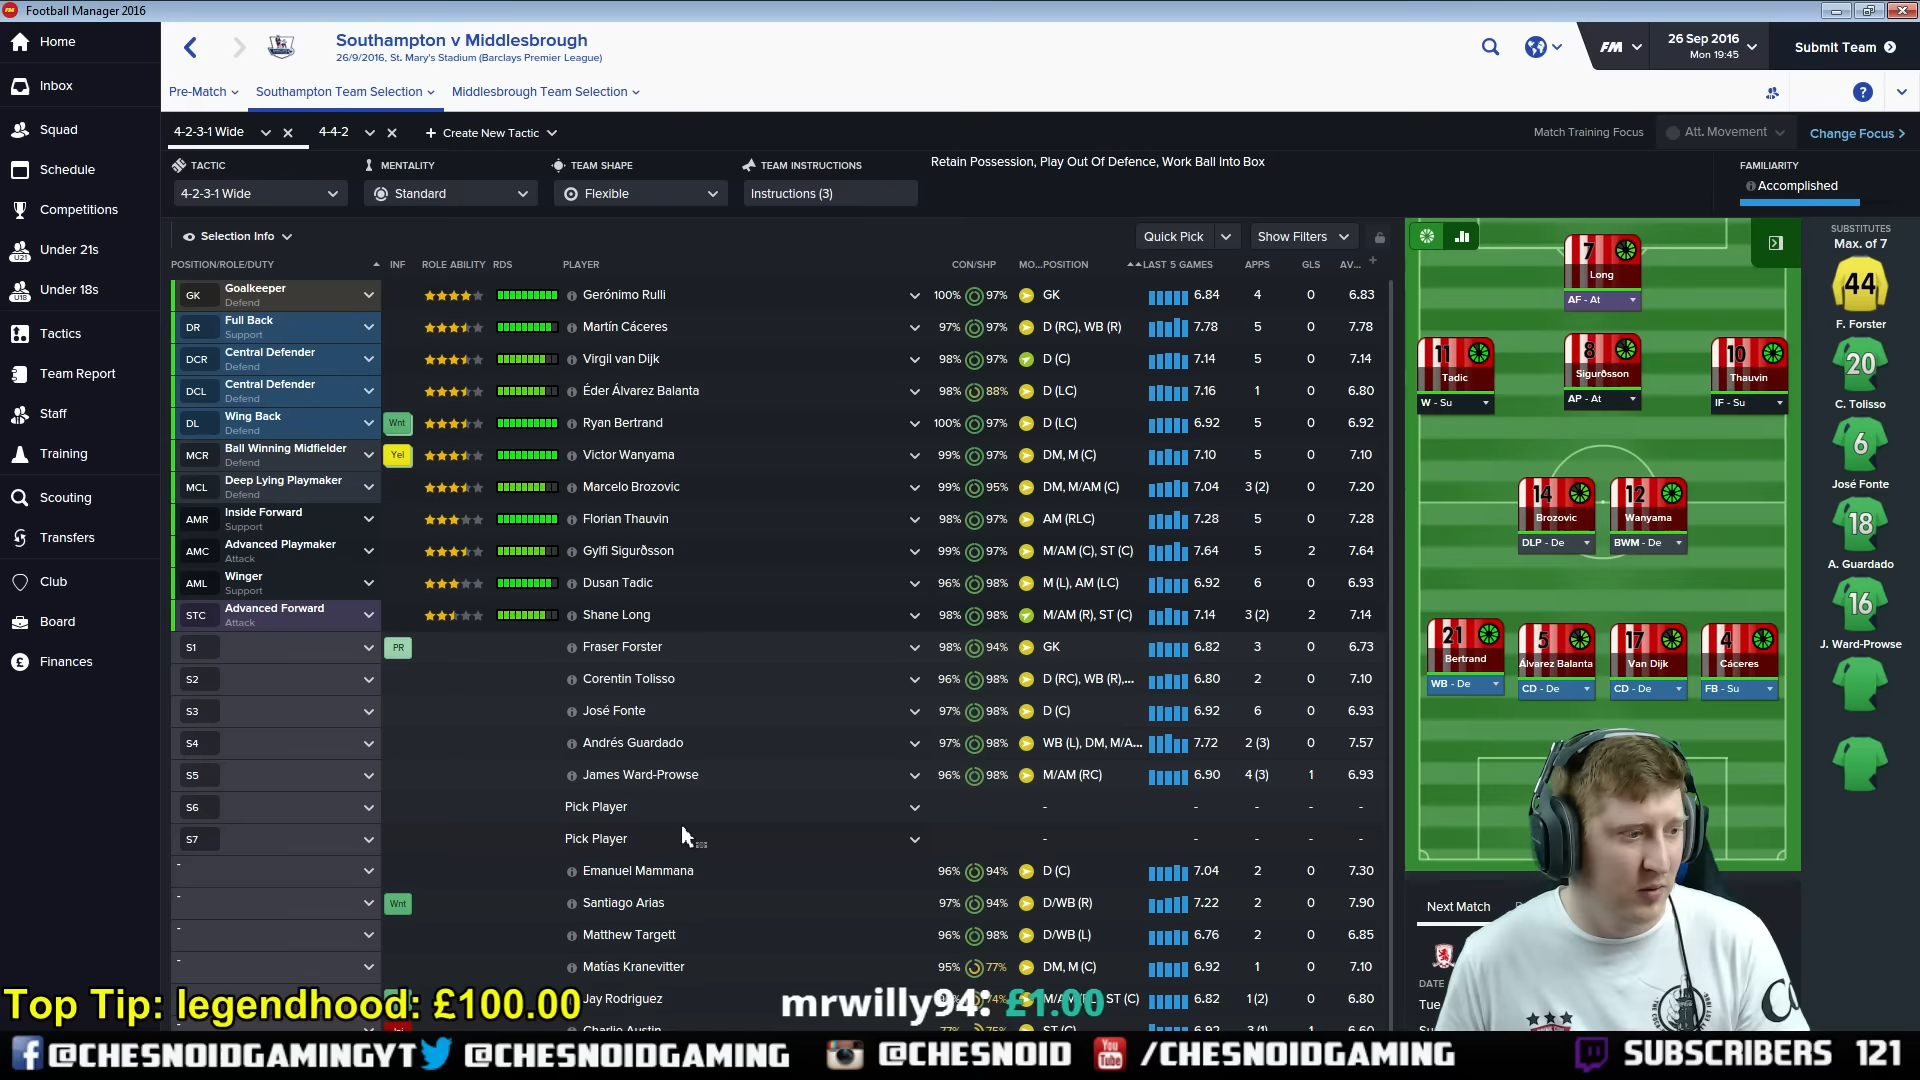 Football Manager 2016
Home
Inbox
Squad
Schedule
Competitions
Under 21s
Under 18s
Tactics
Team Report
Staff
Training
Scouting
Transfers
Club
Board
Finances
Southampton v Middlesbrough
26/9/2016, St. Mary's Stadium (Barclays Premier League)
FM
26 Sep 2016
Mon 19:45
Submit Team
Pre-Match
Southampton Team Selection
Middlesbrough Team Selection
4-2-3-1 Wide
4-4-2
Create New Tactic
Match Training Focus
Att. Movement
Change Focus
TACTIC
MENTALITY
TEAM SHAPE
TEAM INSTRUCTIONS
Retain Possession, Play Out Of Defence, Work Ball Into Box
4-2-3-1 Wide
Standard
Flexible
Instructions (3)
FAMILIARITY
Accomplished
Selection Info
Quick Pick
Show Filters
POSITION/ROLE/DUTY INF ROLE ABILITY RDS PLAYER CON/SHP MO... POSITION LAST 5 GAMES APPS GLS AV...
GK Goalkeeper Defend Gerónimo Rulli 100% 97% GK 6.84 4 0 6.83
DR Full Back Support Martín Cáceres 97% 97% D (RC), WB (R) 7.78 5 0 7.78
DCR Central Defender Defend Virgil van Dijk 98% 97% D (C) 7.14 5 0 7.14
DCL Central Defender Defend Éder Álvarez Balanta 98% 88% D (LC) 7.16 1 0 6.80
DL Wing Back Defend Wnt Ryan Bertrand 100% 97% D (LC) 6.92 5 0 6.92
MCR Ball Winning Midfielder Defend Yel Victor Wanyama 99% 97% DM, M (C) 7.10 5 0 7.10
MCL Deep Lying Playmaker Defend Marcelo Brozovic 99% 95% DM, M/AM (C) 7.04 3 (2) 0 7.20
AMR Inside Forward Support Florian Thauvin 98% 97% AM (RLC) 7.28 5 0 7.28
AMC Advanced Playmaker Attack Gylfi Sigurðsson 99% 97% M/AM (C), ST (C) 7.64 5 2 7.64
AML Winger Support Dusan Tadic 96% 98% M (L), AM (LC) 6.92 6 0 6.93
STC Advanced Forward Attack Shane Long 98% 98% M/AM (R), ST (C) 7.14 3 (2) 2 7.14
S1 PR Fraser Forster 98% 94% GK 6.82 3 0 6.73
S2 Corentin Tolisso 96% 98% D (RC), WB (R),... 6.80 2 0 7.10
S3 José Fonte 97% 98% D (C) 6.92 6 0 6.93
S4 Andrés Guardado 97% 98% WB (L), DM, M/A... 7.72 2 (3) 0 7.57
S5 James Ward-Prowse 96% 98% M/AM (RC) 6.90 4 (3) 1 6.93
S6 Pick Player - - - - -
S7 Pick Player - - - - -
- Emanuel Mammana 96% 94% D (C) 7.04 2 0 7.30
- Wnt Santiago Arias 97% 94% D/WB (R) 7.22 2 0 7.90
- Matthew Targett 96% 98% D/WB (L) 6.76 2 0 6.85
- Matías Kranevitter 95% 77% DM, M (C) 6.92 1 0 7.10
Jay Rodriguez 74% ST (C) 6.82 1 (2) 0 6.80
Charlie Austin 77% 75% ST (C) 6.92 3 (1) 1 6.60
7 Long
AF - At
11 Tadic
W - Su
8 Sigurðsson
AP - At
10 Thauvin
IF - Su
14 Brozovic
DLP - De
12 Wanyama
BWM - De
21 Bertrand
WB - De
5 Álvarez Balanta
CD - De
17 Van Dijk
CD - De
4 Cáceres
FB - Su
SUBSTITUTES
Max. of 7
44
F. Forster
20
C. Tolisso
6
José Fonte
18
A. Guardado
16
J. Ward-Prowse
Next Match
DATE
Tue
Top Tip: legendhood: £100.00
mrwilly94: £1.00
@CHESNOIDGAMINGYT
@CHESNOIDGAMING
@CHESNOID
/CHESNOIDGAMING
SUBSCRIBERS 121